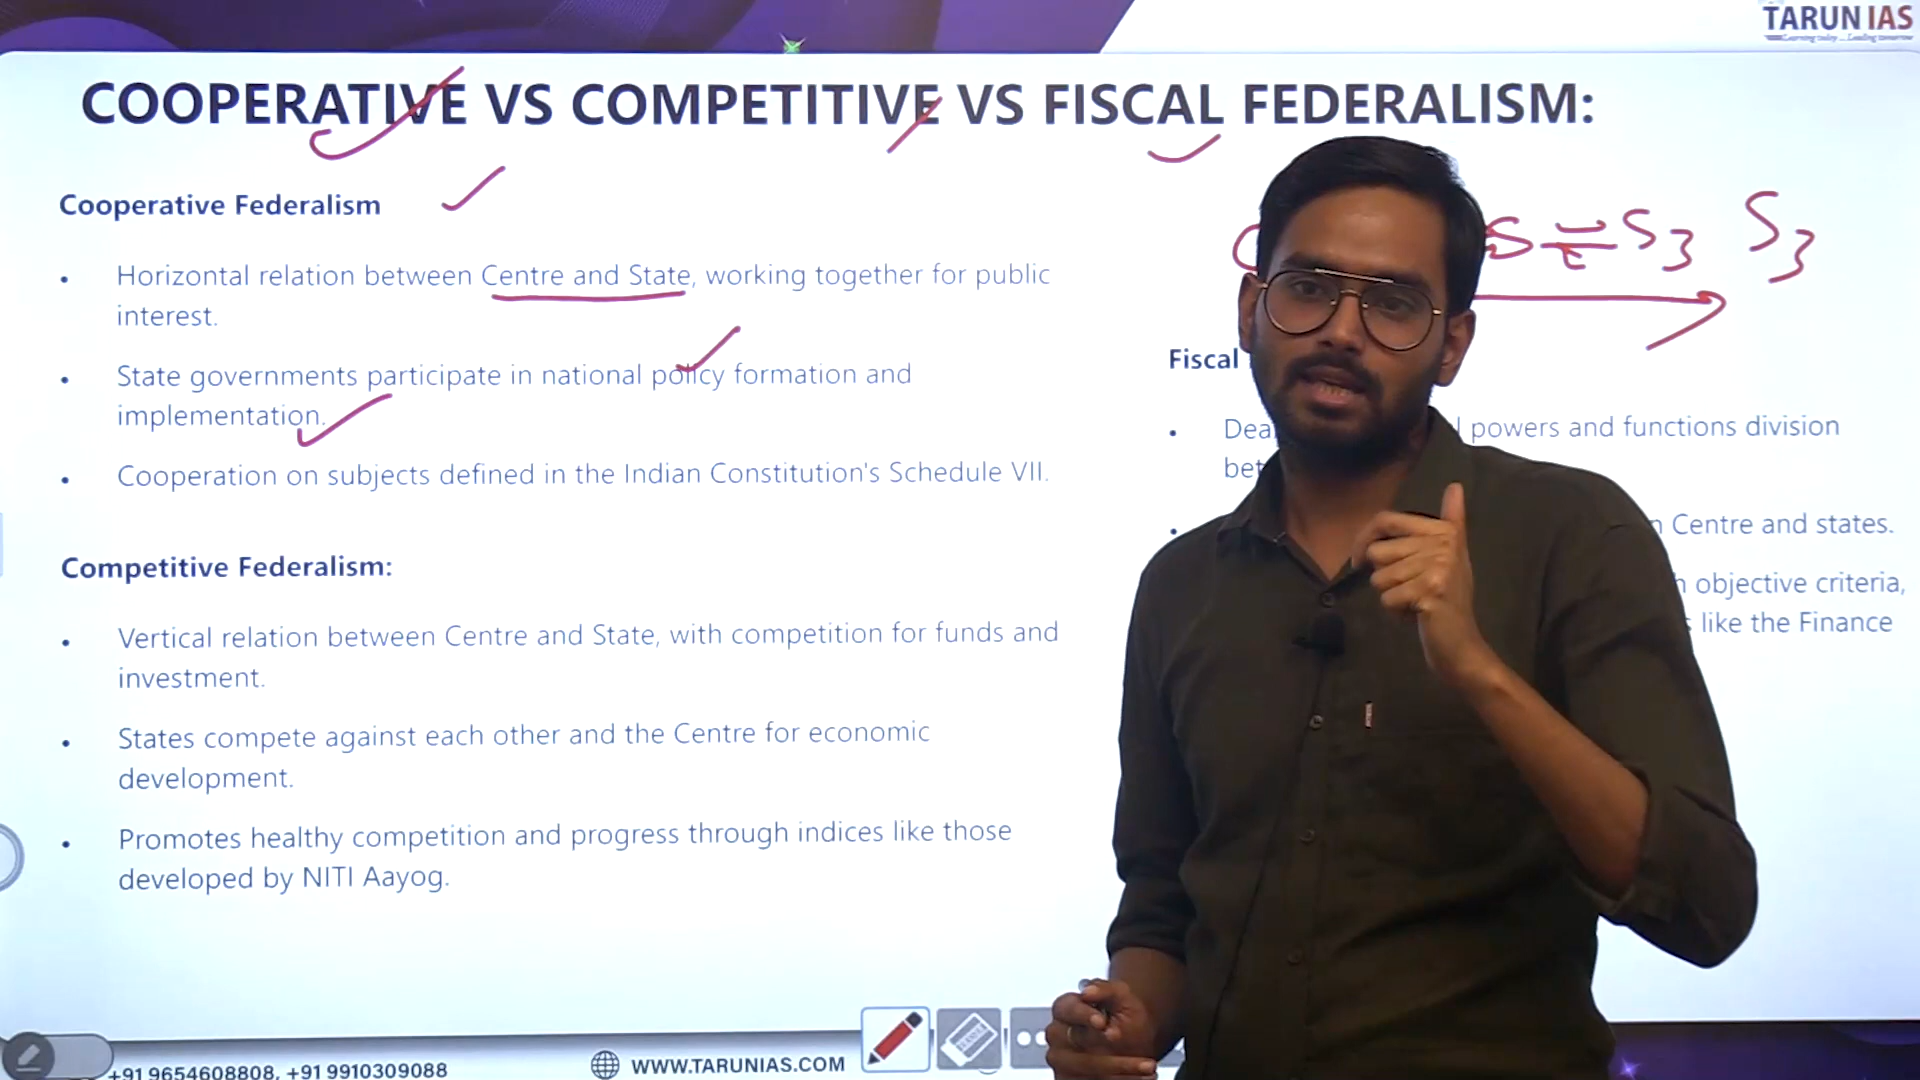 TARUN IAS
Learning today ... Leading tomorrow
COOPERATIVE VS COMPETITIVE VS FISCAL FEDERALISM:
Cooperative Federalism
• Horizontal relation between Centre and State, working together for public
interest.
• State governments participate in national policy formation and
implementation.
• Cooperation on subjects defined in the Indian Constitution's Schedule VII.
Competitive Federalism:
• Vertical relation between Centre and State, with competition for funds and
investment.
• States compete against each other and the Centre for economic
development.
• Promotes healthy competition and progress through indices like those
developed by NITI Aayog.
S S3 S3
Fiscal
• powers and functions division
• Centre and states.
objective criteria,
like the Finance
+91 9654608808, +91 9910309088
WWW.TARUNIAS.COM